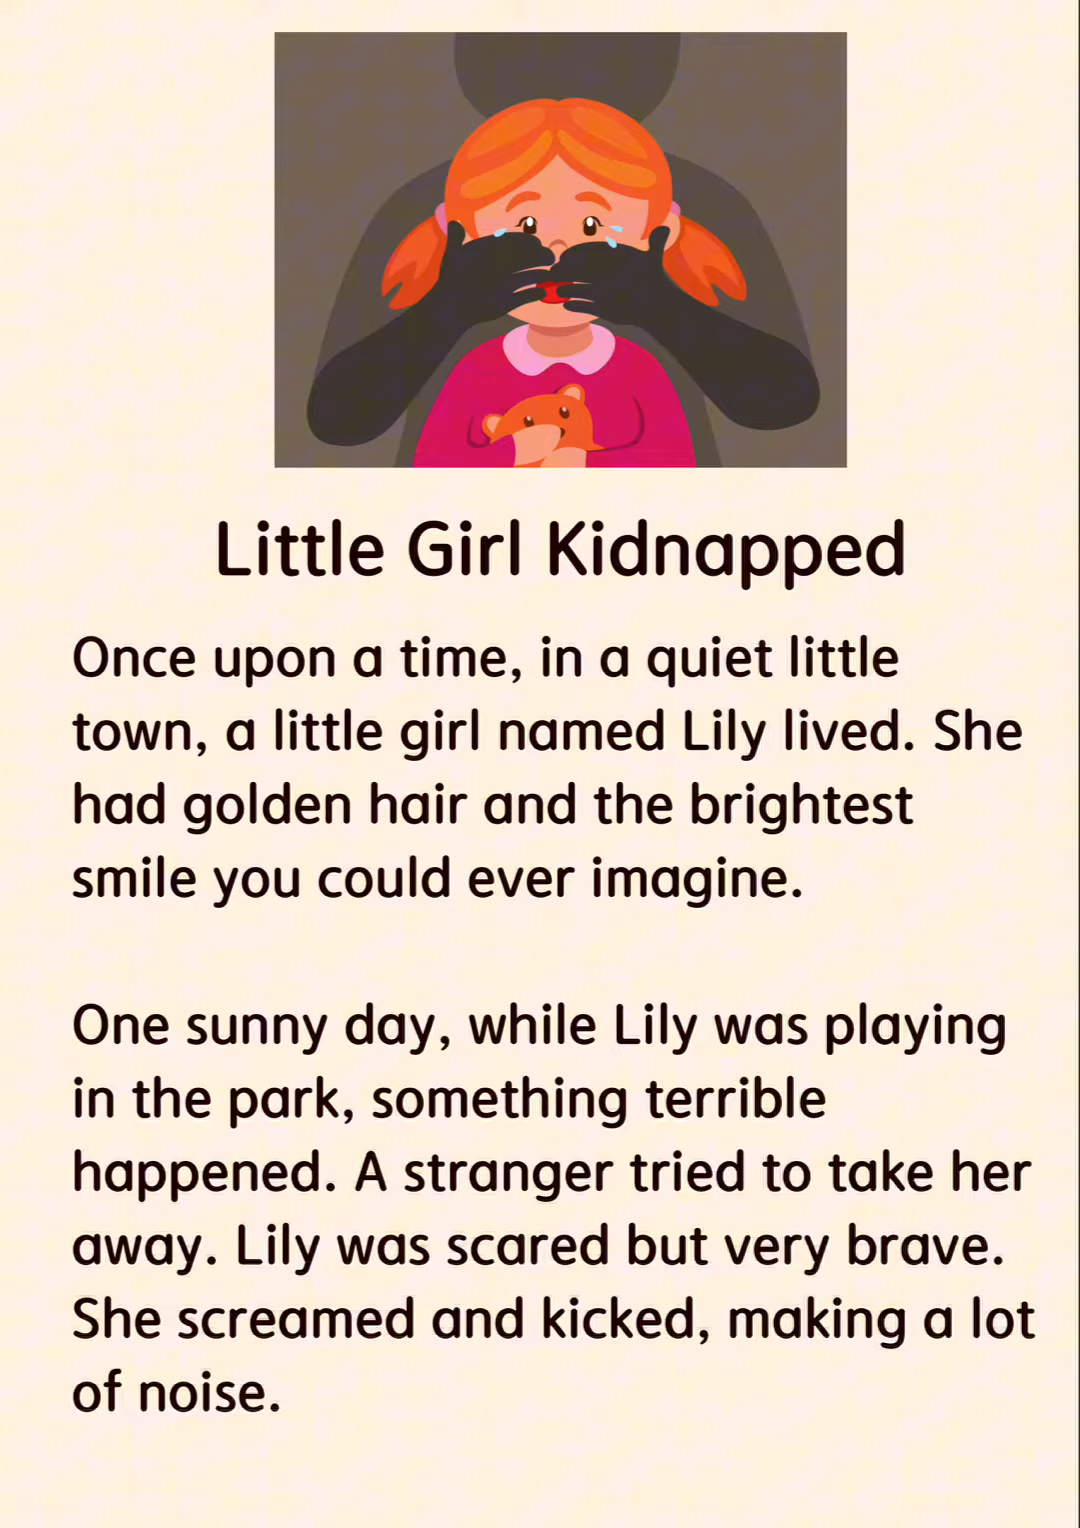 Little Girl Kidnapped
Once upon a time, in a quiet little
town, a little girl named Lily lived. She
had golden hair and the brightest
smile you could ever imagine.
One sunny day, while Lily was playing
in the park, something terrible
happened. A stranger tried to take her
away. Lily was scared but very brave.
She screamed and kicked, making a lot
of noise.